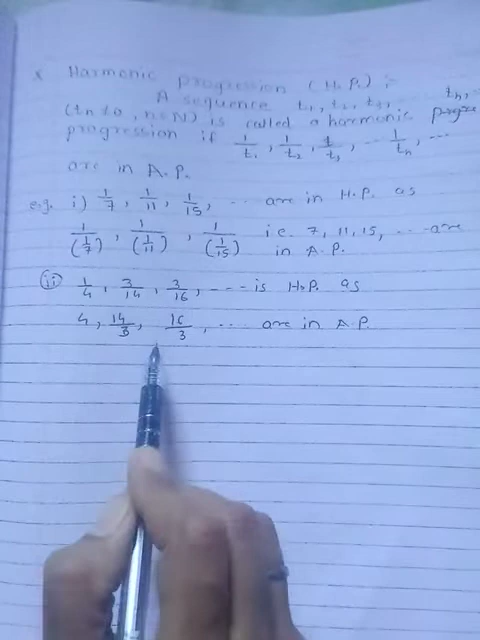 x Harmonic progression (H.P.) :-
A sequence t₁, t₂, t₃, ... tn, ..
(tn ≠ 0, n ∈ N) is called a harmonic progre
progression if 1/t₁, 1/t₂, 1/t₃, ... 1/tn, ...
are in A.P.
e.g. i) 1/7, 1/11, 1/15, ... are in H.P. as
1/(1/7), 1/(1/11), 1/(1/15) i.e. 7, 11, 15, ... are
in A.P.
(ii) 1/4, 3/14, 3/16, ---- is H.P. as
4, 14/3, 16/3, ... are in A.P.